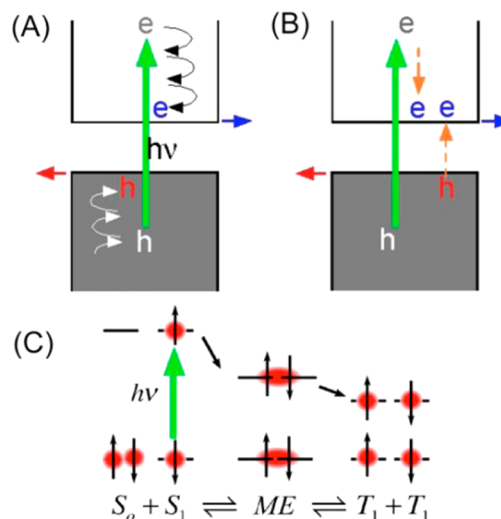 (A)
e
e
hν
h
h
(B)
e
e e
h
h
(C)
hν
S₀ + S₁ ⇌ ME ⇌ T₁ + T₁